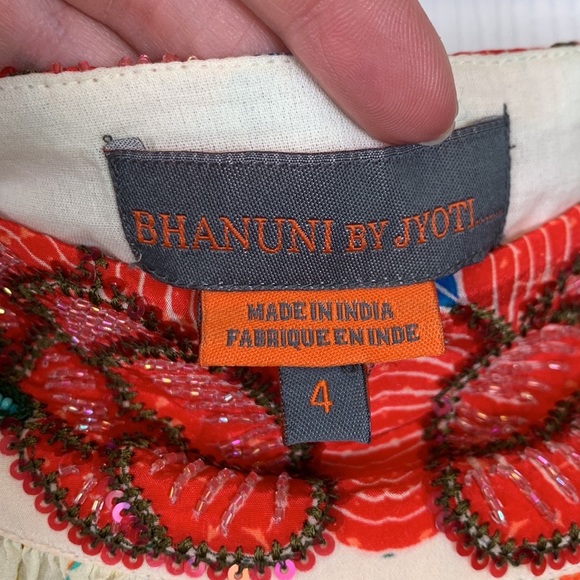 BHANUNI BY JYOTI......
MADE IN INDIA
FABRIQUE EN INDE
4